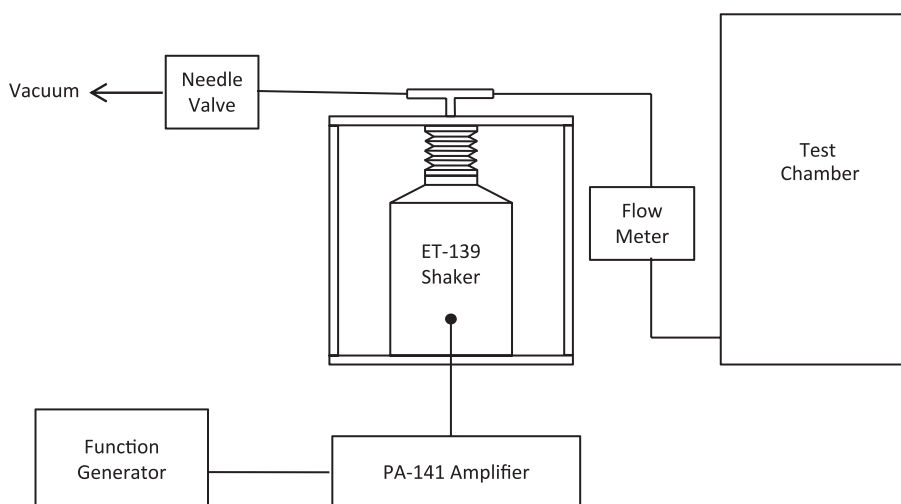 Vacuum
Needle
Valve
Test
Chamber
Flow
Meter
ET-139
Shaker
Function
Generator
PA-141 Amplifier